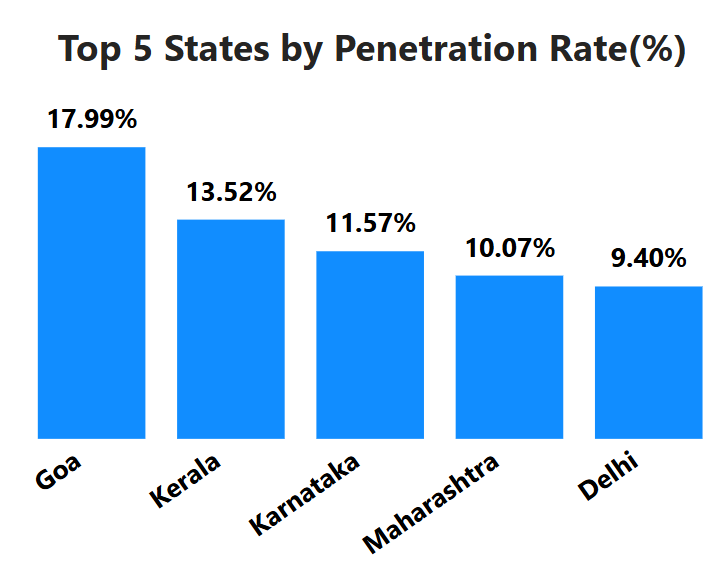 Top 5 States by Penetration Rate(%)
17.99%
13.52%
11.57%
10.07%
9.40%
Goa
Kerala
Karnataka
Maharashtra
Delhi